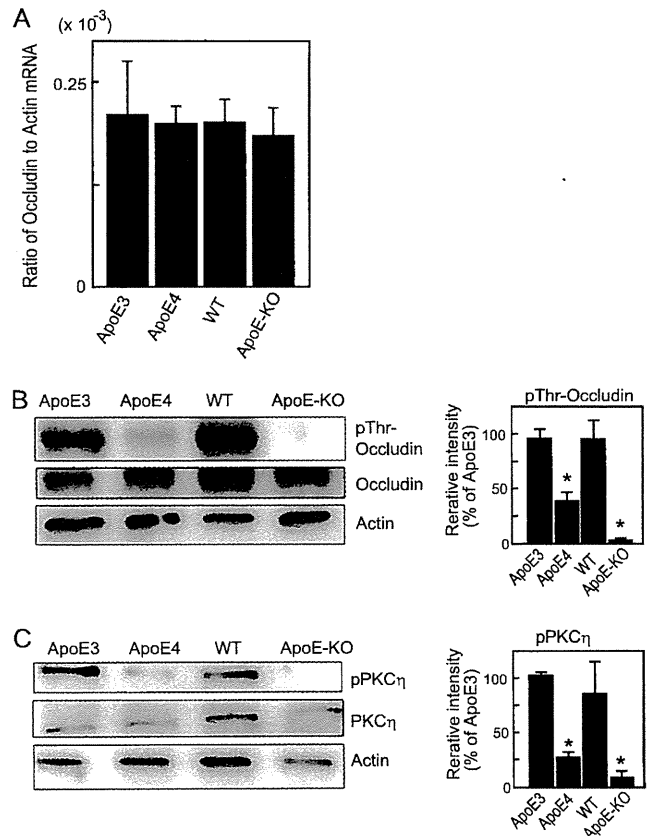 A
(x 10-3)
Ratio of Occludin to Actin mRNA
0.25
0
ApoE3
ApoE4
WT
ApoE-KO
B
ApoE3 ApoE4 WT ApoE-KO
pThr-
Occludin
Occludin
Actin
pThr-Occludin
Rerative intensity
(% of ApoE3)
100
50
0
*
*
ApoE3
ApoE4
WT
ApoE-KO
C
ApoE3 ApoE4 WT ApoE-KO
pPKCη
PKCη
Actin
pPKCη
Rerative intensity
(% of ApoE3)
100
50
0
*
*
ApoE3
ApoE4
WT
ApoE-KO